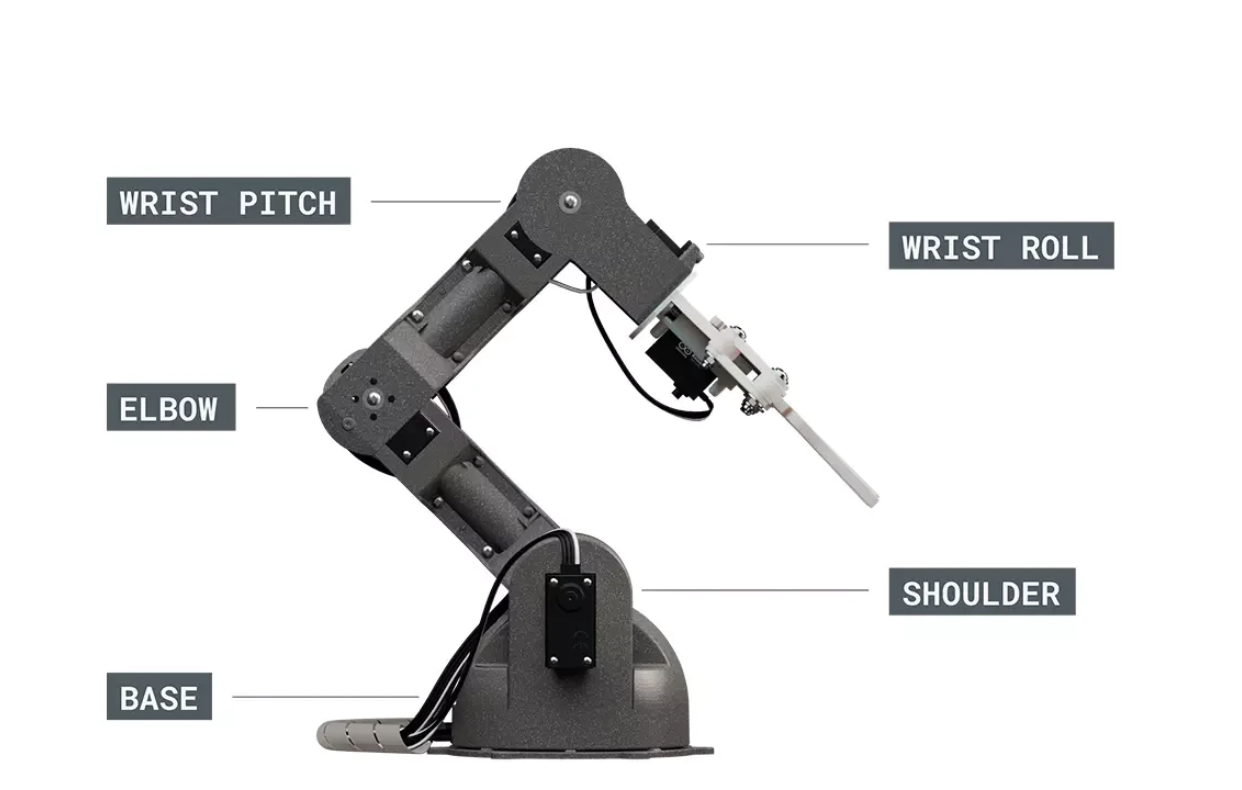 WRIST PITCH
WRIST ROLL
ELBOW
SHOULDER
BASE